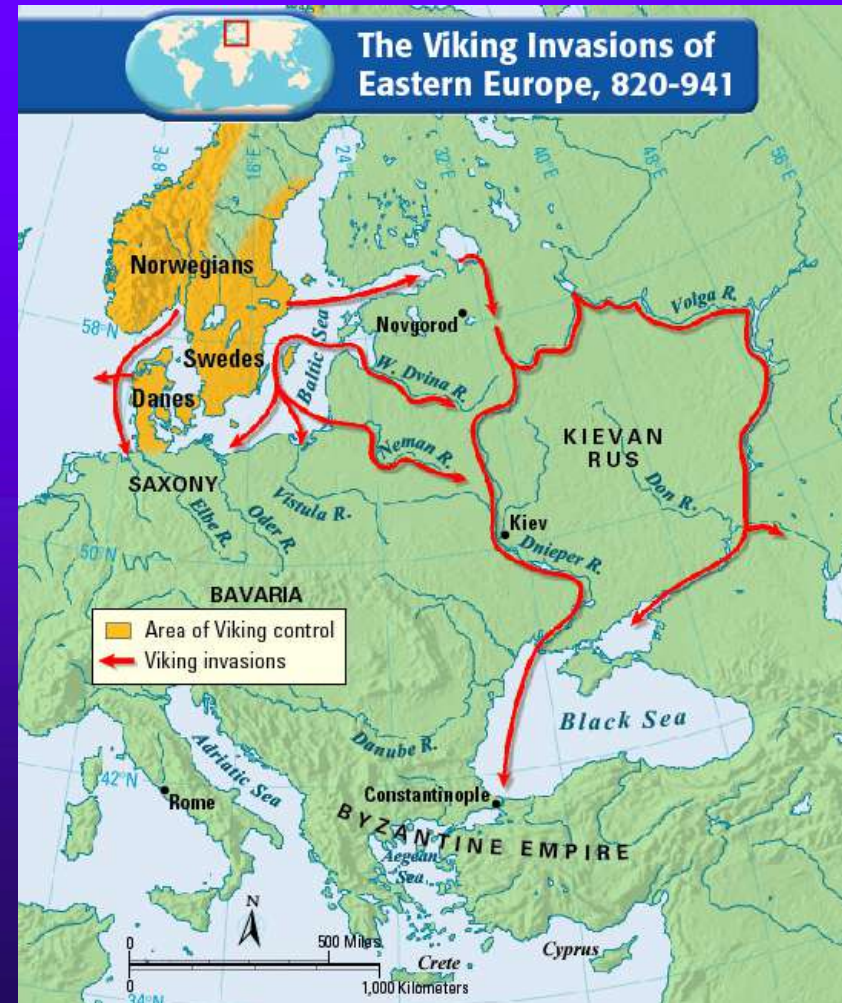 The Viking Invasions of
Eastern Europe, 820-941
8°E
16°E
24°E
32°E
40°E
48°E
56°E
Norwegians
58°N
Swedes
Danes
Baltic Sea
Novgorod
Volga R.
W. Dvina R.
Neman R.
KIEVAN
RUS
Don R.
SAXONY
Elbe R.
Oder R.
Vistula R.
Kiev
Dnieper R.
50°N
BAVARIA
Area of Viking control
Viking invasions
Black Sea
Danube R.
Adriatic Sea
42°N
Rome
Constantinople
BYZANTINE EMPIRE
Aegean
Sea
N
0 500 Miles
0 1,000 Kilometers
Crete
Cyprus
34°N